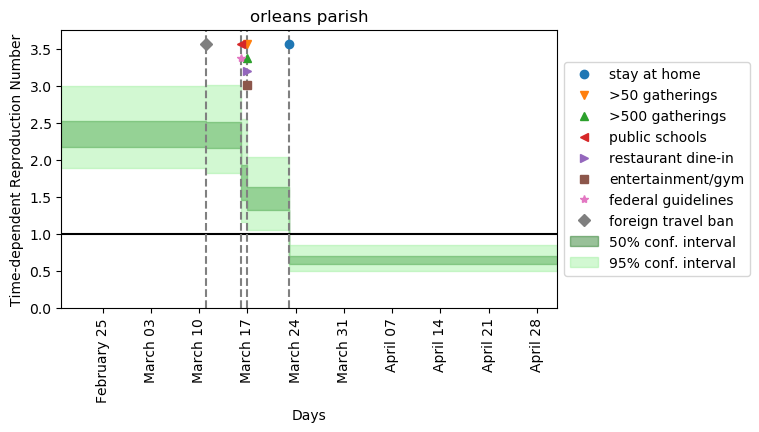 orleans parish
Time-dependent Reproduction Number
3.5
3.0
2.5
2.0
1.5
1.0
0.5
0.0
February 25
March 03
March 10
March 17
March 24
March 31
April 07
April 14
April 21
April 28
Days
stay at home
>50 gatherings
>500 gatherings
public schools
restaurant dine-in
entertainment/gym
federal guidelines
foreign travel ban
50% conf. interval
95% conf. interval